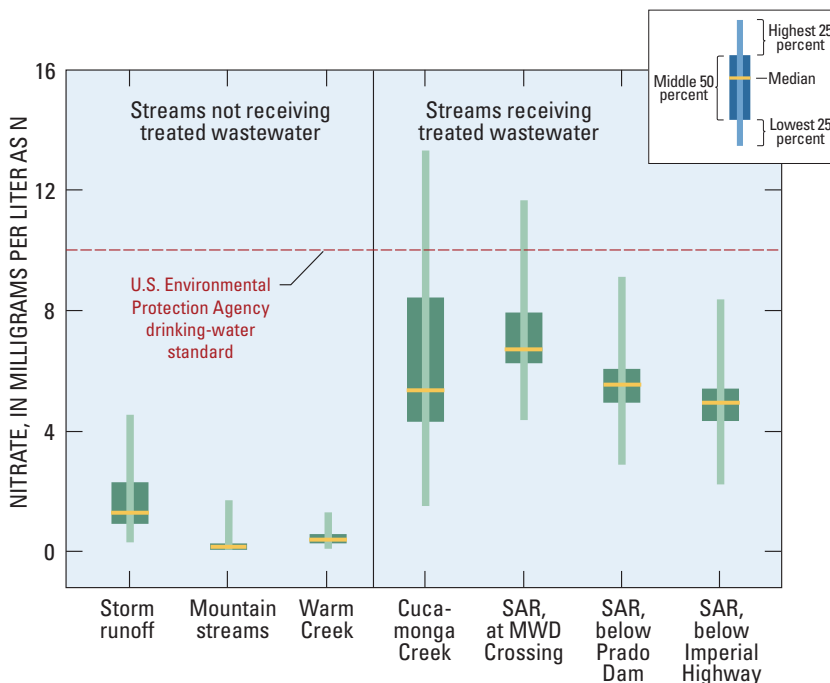 Highest 25
percent
Middle 50
percent
Median
Lowest 25
percent
NITRATE, IN MILLIGRAMS PER LITER AS N
16
12
8
4
0
Streams not receiving
treated wastewater
Streams receiving
treated wastewater
U.S. Environmental
Protection Agency
drinking-water
standard
Storm
runoff
Mountain
streams
Warm
Creek
Cuca-
monga
Creek
SAR,
at MWD
Crossing
SAR,
below
Prado
Dam
SAR,
below
Imperial
Highway